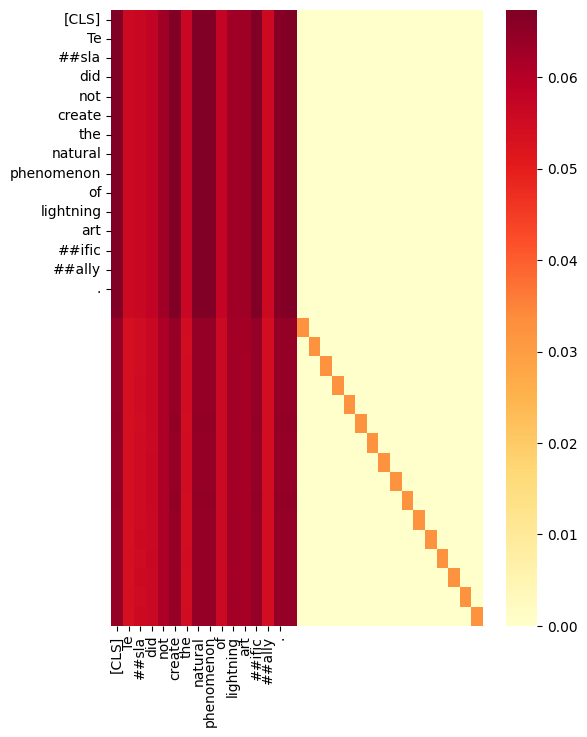 [CLS]
Te
##sla
did
not
create
the
natural
phenomenon
of
lightning
art
##ific
##ally
.
0.06
0.05
0.04
0.03
0.02
0.01
0.00
[CLS]
Te
##sla
did
not
create
the
natural
phenomenon
of
lightning
art
##ific
##ally
.